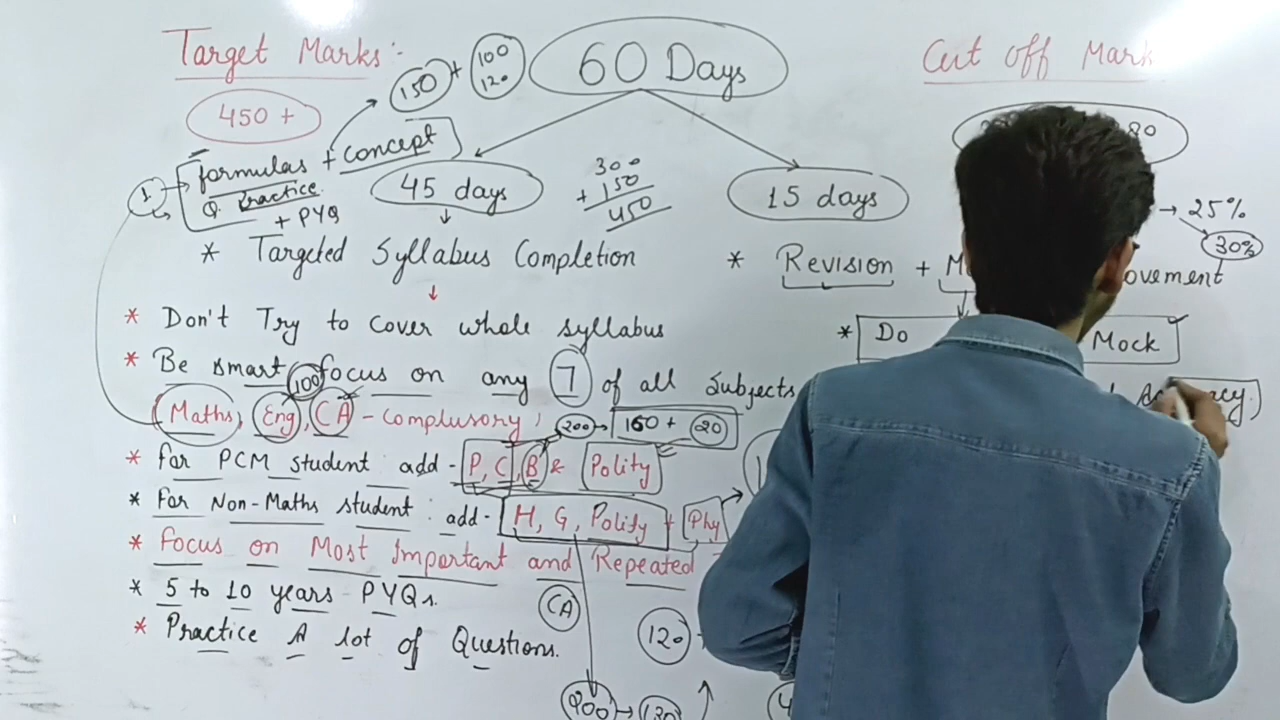 Target Marks :-
450 +
150 + 100
120
60 Days
Cut off Mark
80
1
formulas + concept
Q. Practice
+ PYQ
45 days
300
+ 150
450
15 days
→ 25%
30%
* Targeted Syllabus Completion
* Revision + M ovement
* Don't Try to cover whole syllabus
* Do Mock
* Be smart focus on any 7 of all subjects
100
Maths, Eng, CA - Complusory,
200 → 160 + 20
* for PCM student add - P, C, B & Polity
* For Non-Maths student add - H, G, Polity + Phy
* Focus on Most Important and Repeated
* 5 to 10 years PYQs.
CA
120
* Practice A lot of Questions.
200 → 130